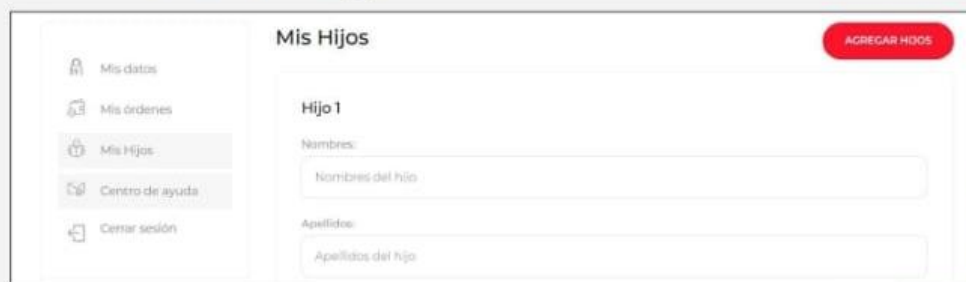 Mis Hijos
AGREGAR HIJOS
Mis datos
Mis órdenes
Mis Hijos
Centro de ayuda
Cerrar sesión
Hijo 1
Nombres:
Nombres del hijo
Apellidos:
Apellidos del hijo